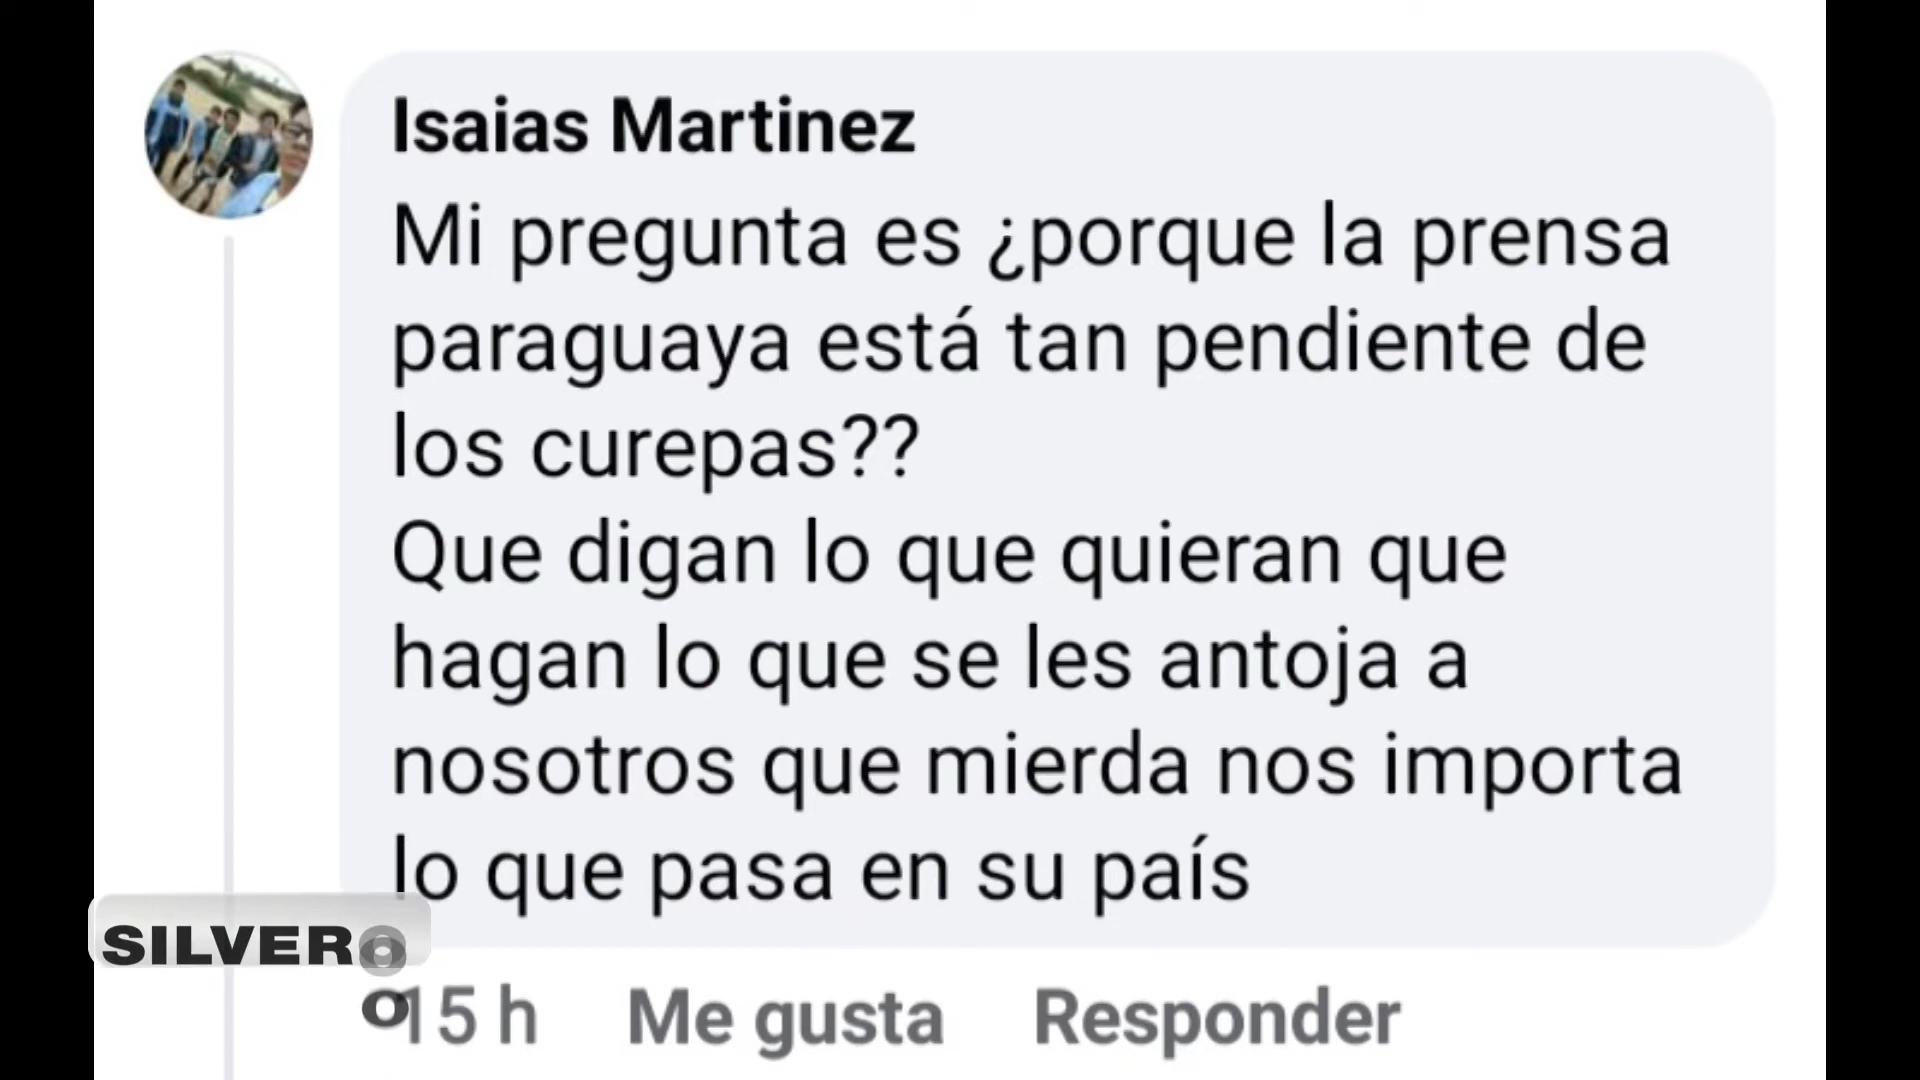 Isaias Martinez
Mi pregunta es ¿porque la prensa
paraguaya está tan pendiente de
los curepas??
Que digan lo que quieran que
hagan lo que se les antoja a
nosotros que mierda nos importa
lo que pasa en su país
SILVERO
15 h Me gusta Responder